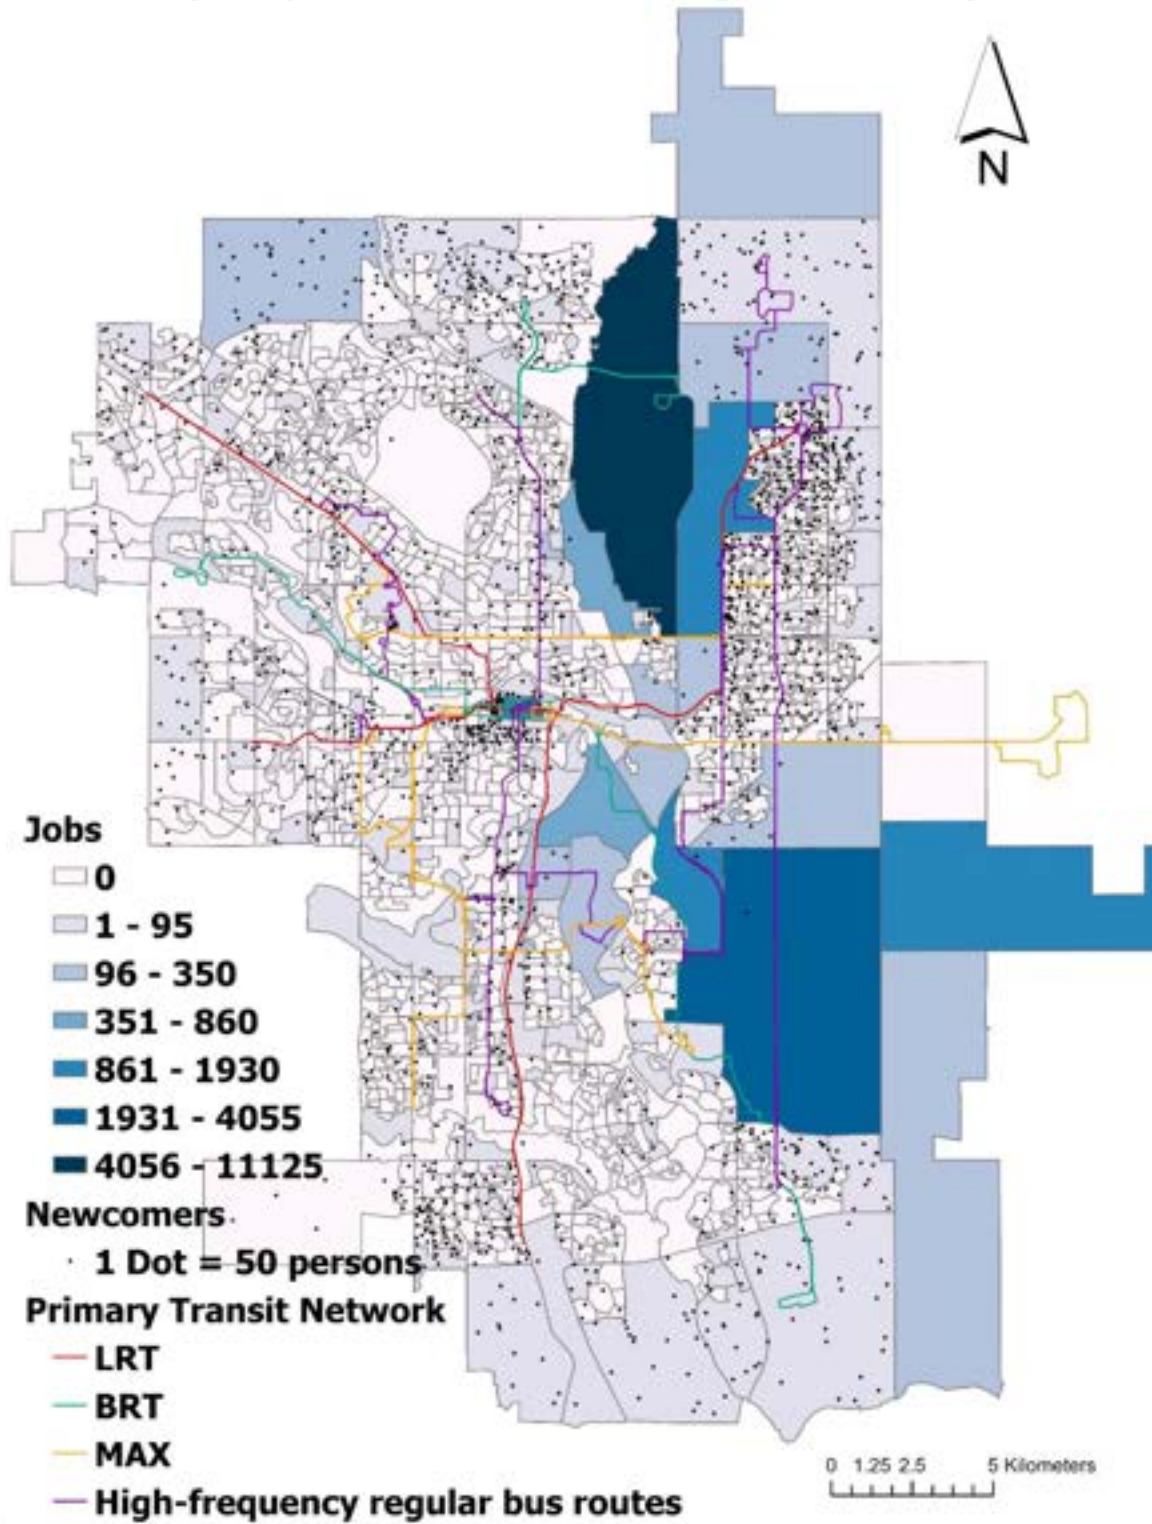 N
Jobs
0
1 - 95
96 - 350
351 - 860
861 - 1930
1931 - 4055
4056 - 11125
Newcomers
1 Dot = 50 persons
Primary Transit Network
LRT
BRT
MAX
High-frequency regular bus routes
0 1.25 2.5 5 Kilometers